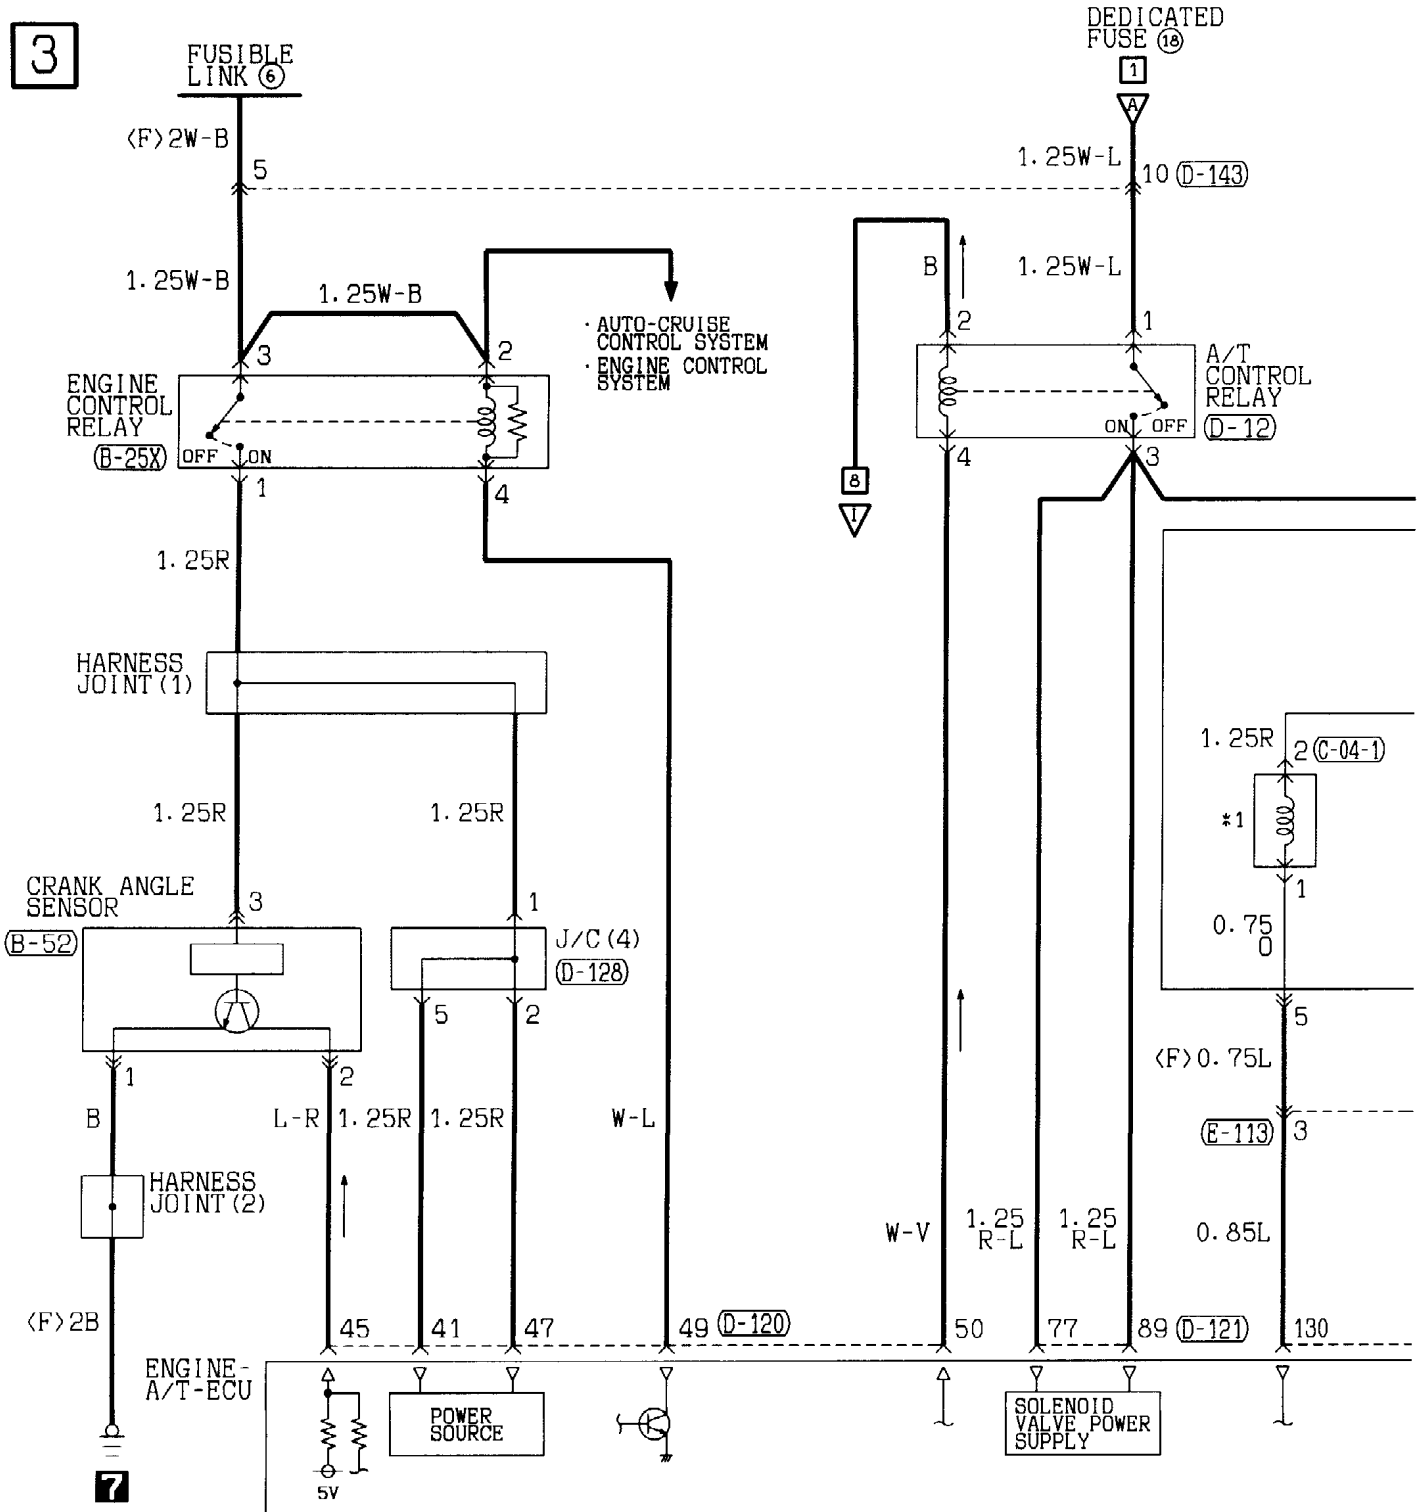 3
FUSIBLE
LINK ⑥
DEDICATED
FUSE ⑱
1
A
<F>2W-B
5
1.25W-L
10 D-143
1.25W-B
1.25W-B
B
1.25W-L
· AUTO-CRUISE
CONTROL SYSTEM
· ENGINE CONTROL
SYSTEM
3
2
2
1
ENGINE
CONTROL
RELAY
B-25X
OFF
ON
A/T
CONTROL
RELAY
D-12
ON
OFF
1
4
8
I
4
3
1.25R
HARNESS
JOINT(1)
1.25R
2
C-04-1
1.25R
1.25R
*1
1
CRANK ANGLE
SENSOR
B-52
3
1
J/C(4)
D-128
0.75
O
5
2
5
1
2
<F>0.75L
B
L-R
1.25R
1.25R
W-L
E-113
3
HARNESS
JOINT(2)
W-V
1.25
R-L
1.25
R-L
0.85L
<F>2B
45
41
47
49
D-120
50
77
89
D-121
130
ENGINE-
A/T-ECU
POWER
SOURCE
SOLENOID
VALVE POWER
SUPPLY
5V
7